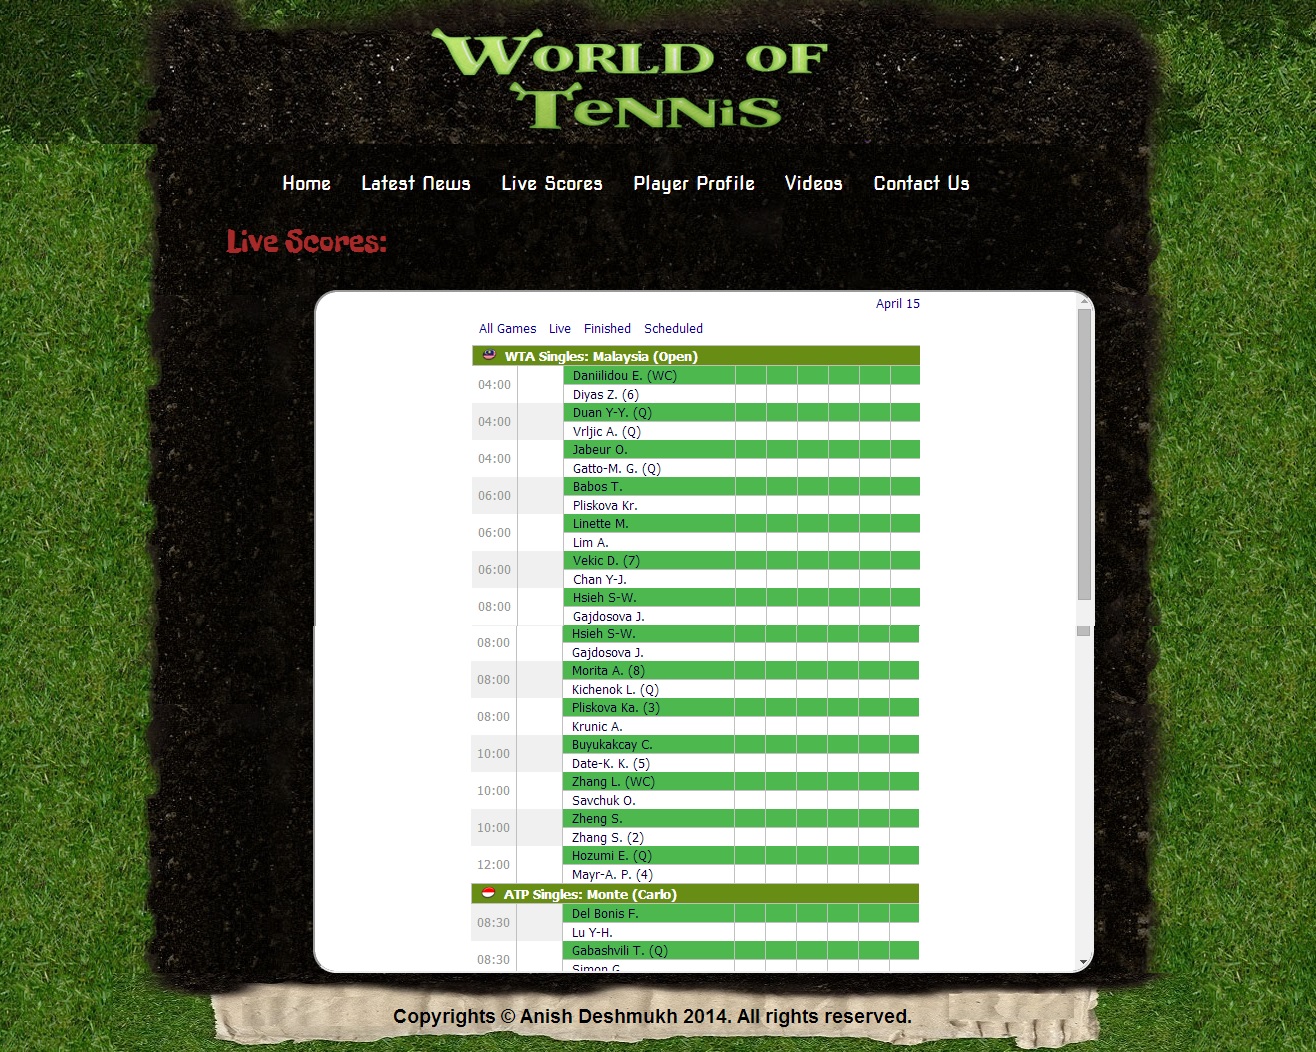 World of
Tennis
Home Latest News Live Scores Player Profile Videos Contact Us
Live Scores:
April 15
All Games Live Finished Scheduled
WTA Singles: Malaysia (Open)
04:00 Daniilidou E. (WC)
Diyas Z. (6)
04:00 Duan Y-Y. (Q)
Vrljic A. (Q)
04:00 Jabeur O.
Gatto-M. G. (Q)
06:00 Babos T.
Pliskova Kr.
06:00 Linette M.
Lim A.
06:00 Vekic D. (7)
Chan Y-J.
08:00 Hsieh S-W.
Gajdosova J.
08:00 Hsieh S-W.
Gajdosova J.
08:00 Morita A. (8)
Kichenok L. (Q)
08:00 Pliskova Ka. (3)
Krunic A.
10:00 Buyukakcay C.
Date-K. K. (5)
10:00 Zhang L. (WC)
Savchuk O.
10:00 Zheng S.
Zhang S. (2)
12:00 Hozumi E. (Q)
Mayr-A. P. (4)
ATP Singles: Monte (Carlo)
08:30 Del Bonis F.
Lu Y-H.
08:30 Gabashvili T. (Q)
Simon G.
Copyrights © Anish Deshmukh 2014. All rights reserved.